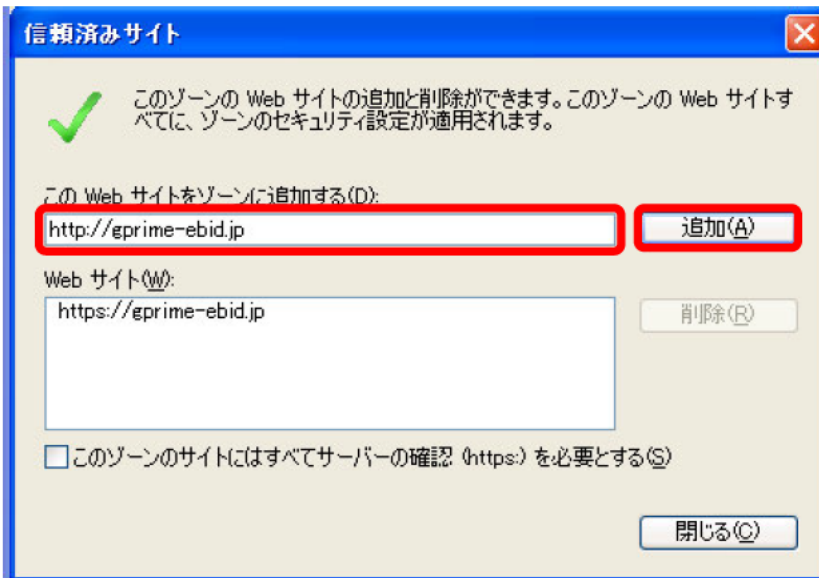 信頼済みサイト
このゾーンの Web サイトの追加と削除ができます。このゾーンの Web サイトす
べてに、ゾーンのセキュリティ設定が適用されます。
この Web サイトをゾーンに追加する(D):
http://gprime-ebid.jp
追加(A)
Web サイト(W):
https://gprime-ebid.jp
削除(R)
このゾーンのサイトにはすべてサーバーの確認 (https:) を必要とする(S)
閉じる(C)